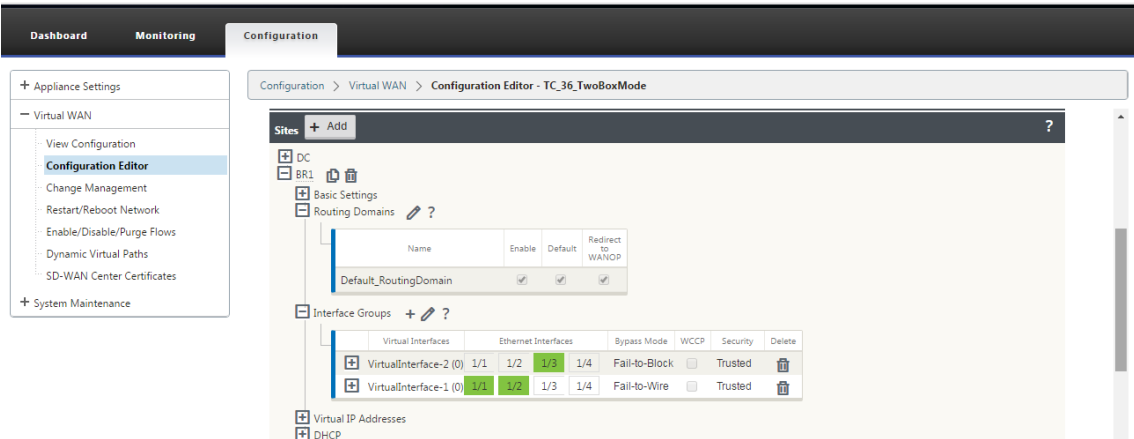 Dashboard Monitoring Configuration
+ Appliance Settings
− Virtual WAN
View Configuration
Configuration Editor
Change Management
Restart/Reboot Network
Enable/Disable/Purge Flows
Dynamic Virtual Paths
SD-WAN Center Certificates
+ System Maintenance
Configuration > Virtual WAN > Configuration Editor - TC_36_TwoBoxMode
Sites + Add ?
DC
BR1
Basic Settings
Routing Domains ?
Name Enable Default Redirect
to
WANOP
Default_RoutingDomain
Interface Groups + ?
Virtual Interfaces Ethernet Interfaces Bypass Mode WCCP Security Delete
VirtualInterface-2 (0) 1/1 1/2 1/3 1/4 Fail-to-Block Trusted
VirtualInterface-1 (0) 1/1 1/2 1/3 1/4 Fail-to-Wire Trusted
Virtual IP Addresses
DHCP